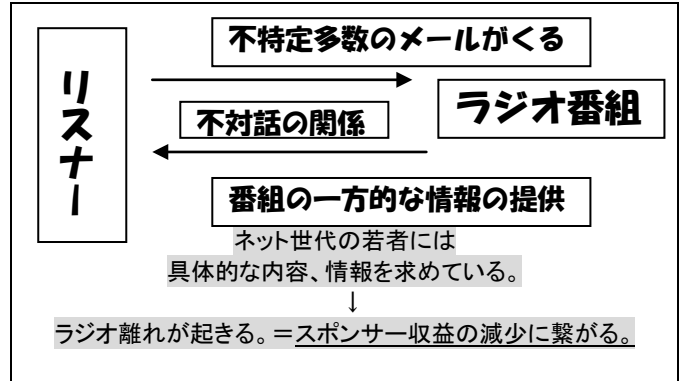 不特定多数のメールがくる
リスナー
ラジオ番組
不対話の関係
番組の一方的な情報の提供
ネット世代の若者には
具体的な内容、情報を求めている。
↓
ラジオ離れが起きる。＝スポンサー収益の減少に繋がる。